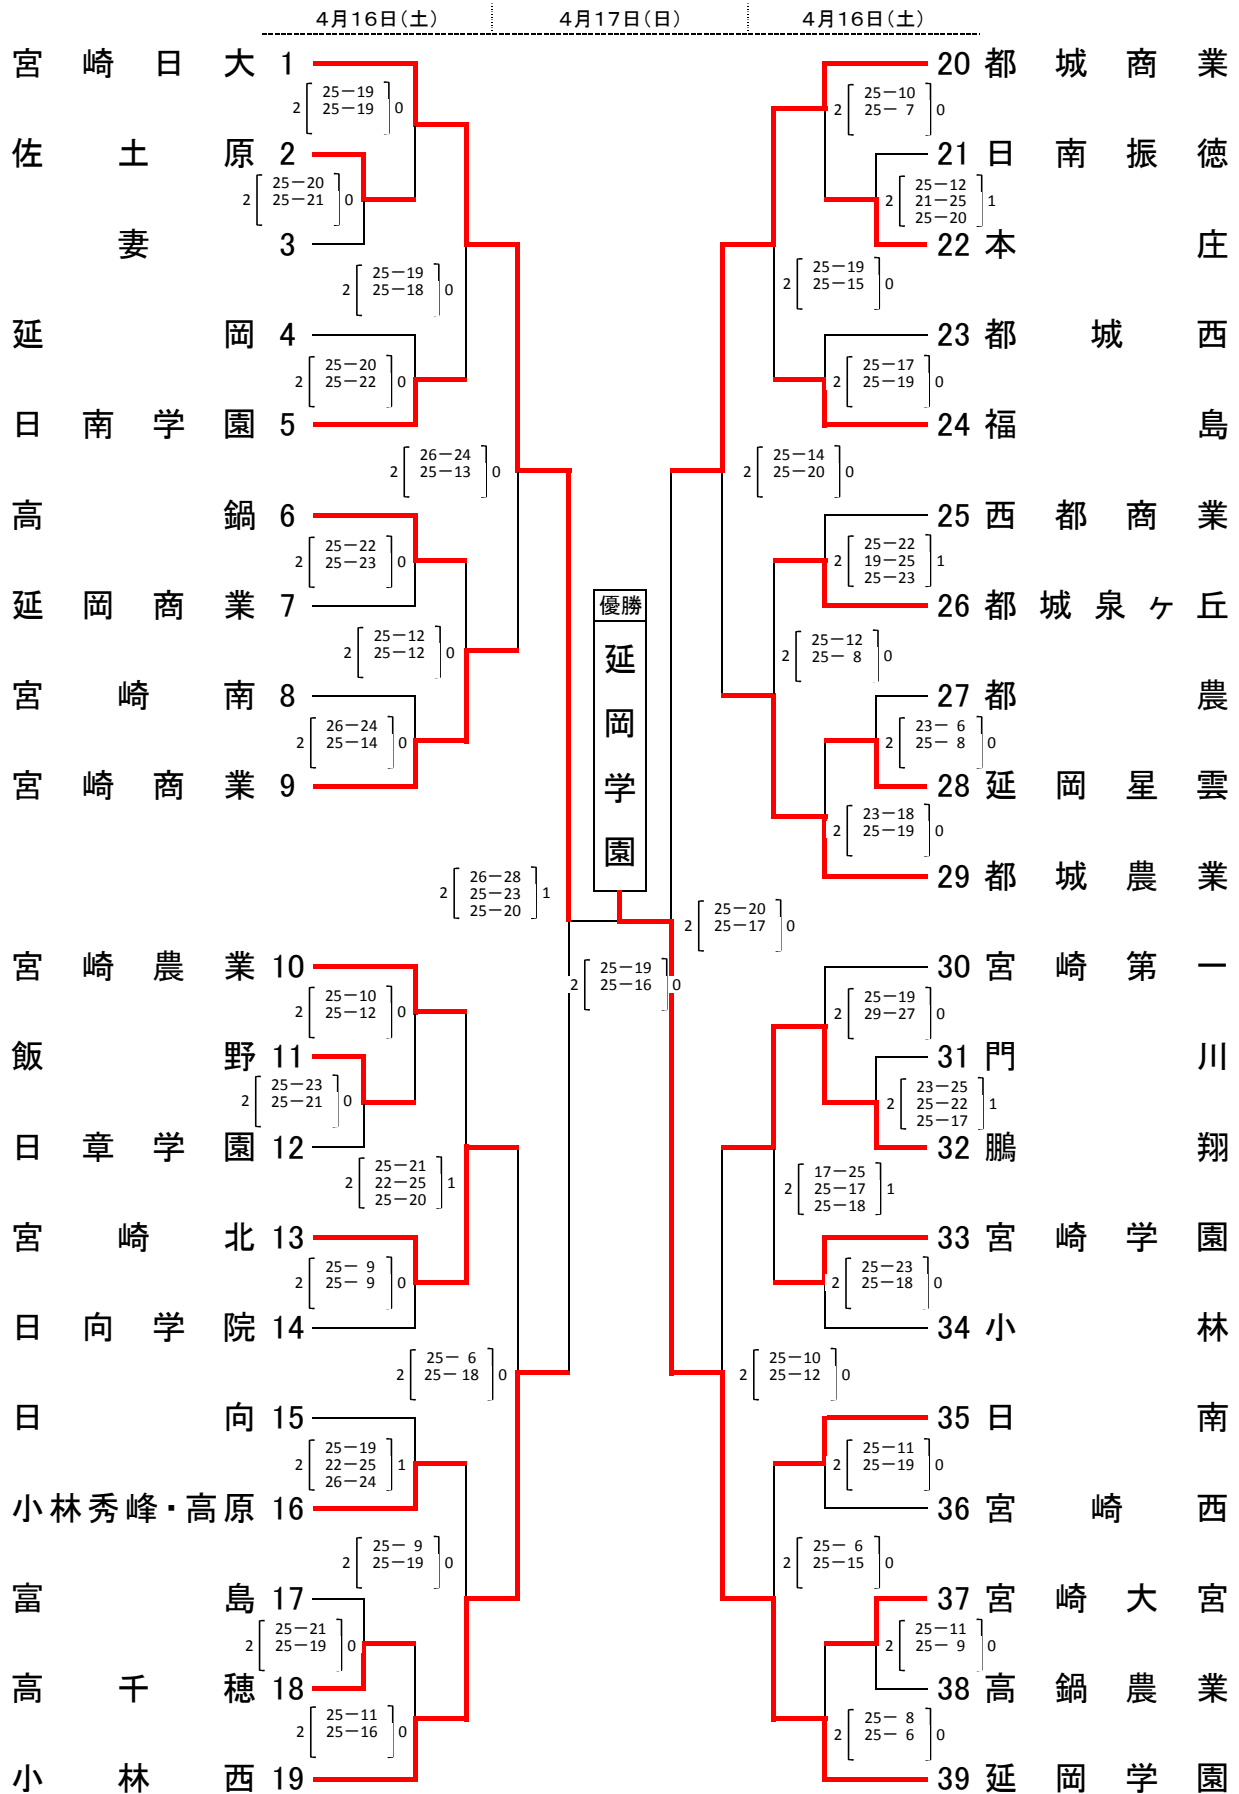 4月16日(土) 4月17日(日) 4月16日(土)
宮崎日大 1
2 25－19 0
25－19
佐土原 2
2 25－20 0
25－21
妻 3
2 25－19 0
25－18
延岡 4
2 25－20 0
25－22
日南学園 5
2 26－24 0
25－13
高鍋 6
2 25－22 0
25－23
延岡商業 7
2 25－12 0
25－12
宮崎南 8
2 26－24 0
25－14
宮崎商業 9
2 26－28 1
25－23
25－20
宮崎農業 10
2 25－10 0
25－12
飯野 11
2 25－23 0
25－21
日章学園 12
2 25－21 1
22－25
25－20
宮崎北 13
2 25－ 9 0
25－ 9
日向学院 14
2 25－ 6 0
25－18
日向 15
2 25－19 1
22－25
26－24
小林秀峰・高原 16
2 25－ 9 0
25－19
富島 17
2 25－21 0
25－19
高千穂 18
2 25－11 0
25－16
小林西 19
優勝
延岡学園
2 25－19 0
25－16
20 都城商業
2 25－10 0
25－ 7
21 日南振徳
2 25－12 1
21－25
25－20
22 本庄
2 25－19 0
25－15
23 都城西
2 25－17 0
25－19
24 福島
2 25－14 0
25－20
25 西都商業
2 25－22 1
19－25
25－23
26 都城泉ヶ丘
2 25－12 0
25－ 8
27 都農
2 23－ 6 0
25－ 8
28 延岡星雲
2 23－18 0
25－19
29 都城農業
2 25－20 0
25－17
30 宮崎第一
2 25－19 0
29－27
31 門川
2 23－25 1
25－22
25－17
32 鵬翔
2 17－25 1
25－17
25－18
33 宮崎学園
2 25－23 0
25－18
34 小林
2 25－10 0
25－12
35 日南
2 25－11 0
25－19
36 宮崎西
2 25－ 6 0
25－15
37 宮崎大宮
2 25－11 0
25－ 9
38 高鍋農業
2 25－ 8 0
25－ 6
39 延岡学園